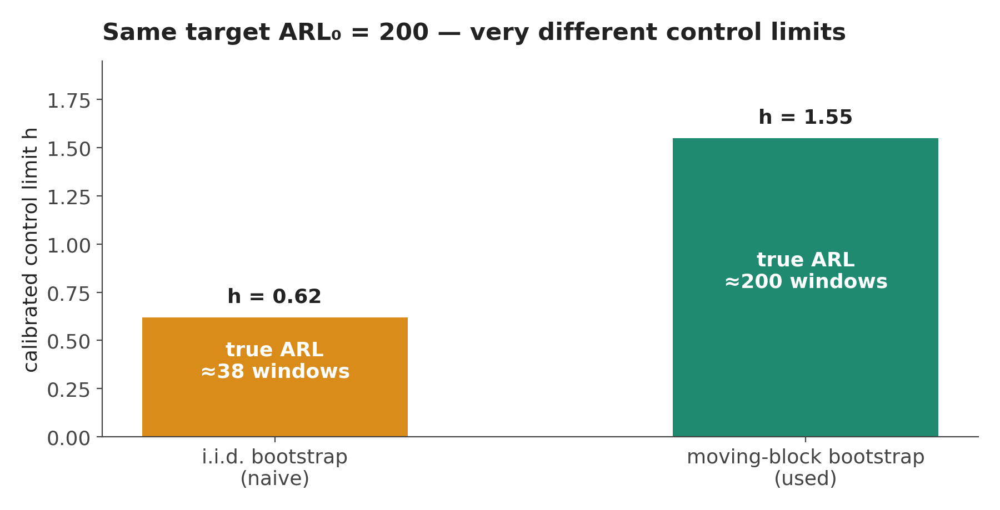 Same target ARL₀ = 200 — very different control limits
calibrated control limit h
1.75
1.50
1.25
1.00
0.75
0.50
0.25
0.00
h = 0.62
true ARL
≈38 windows
h = 1.55
true ARL
≈200 windows
i.i.d. bootstrap
(naive)
moving-block bootstrap
(used)